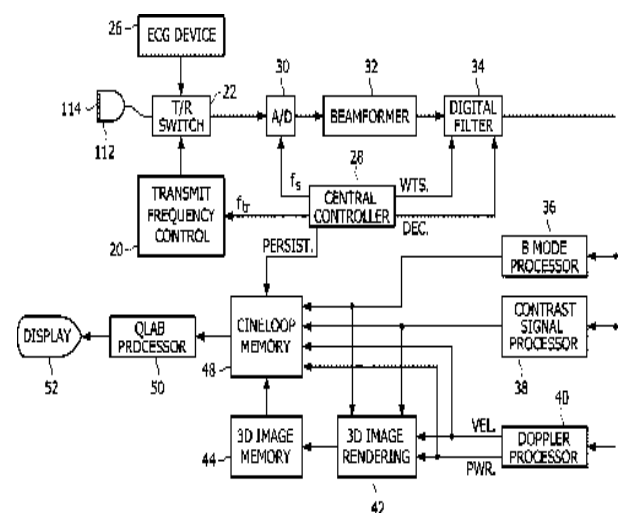 26
ECG DEVICE
114
112
T/R
SWITCH
22
30
A/D
32
BEAMFORMER
34
DIGITAL
FILTER
28
CENTRAL
CONTROLLER
fs
ftr
WTS.
DEC.
PERSIST.
TRANSMIT
FREQUENCY
CONTROL
20
36
B MODE
PROCESSOR
DISPLAY
52
QLAB
PROCESSOR
50
CINELOOP
MEMORY
48
CONTRAST
SIGNAL
PROCESSOR
38
44
3D IMAGE
MEMORY
3D IMAGE
RENDERING
42
VEL.
PWR.
40
DOPPLER
PROCESSOR